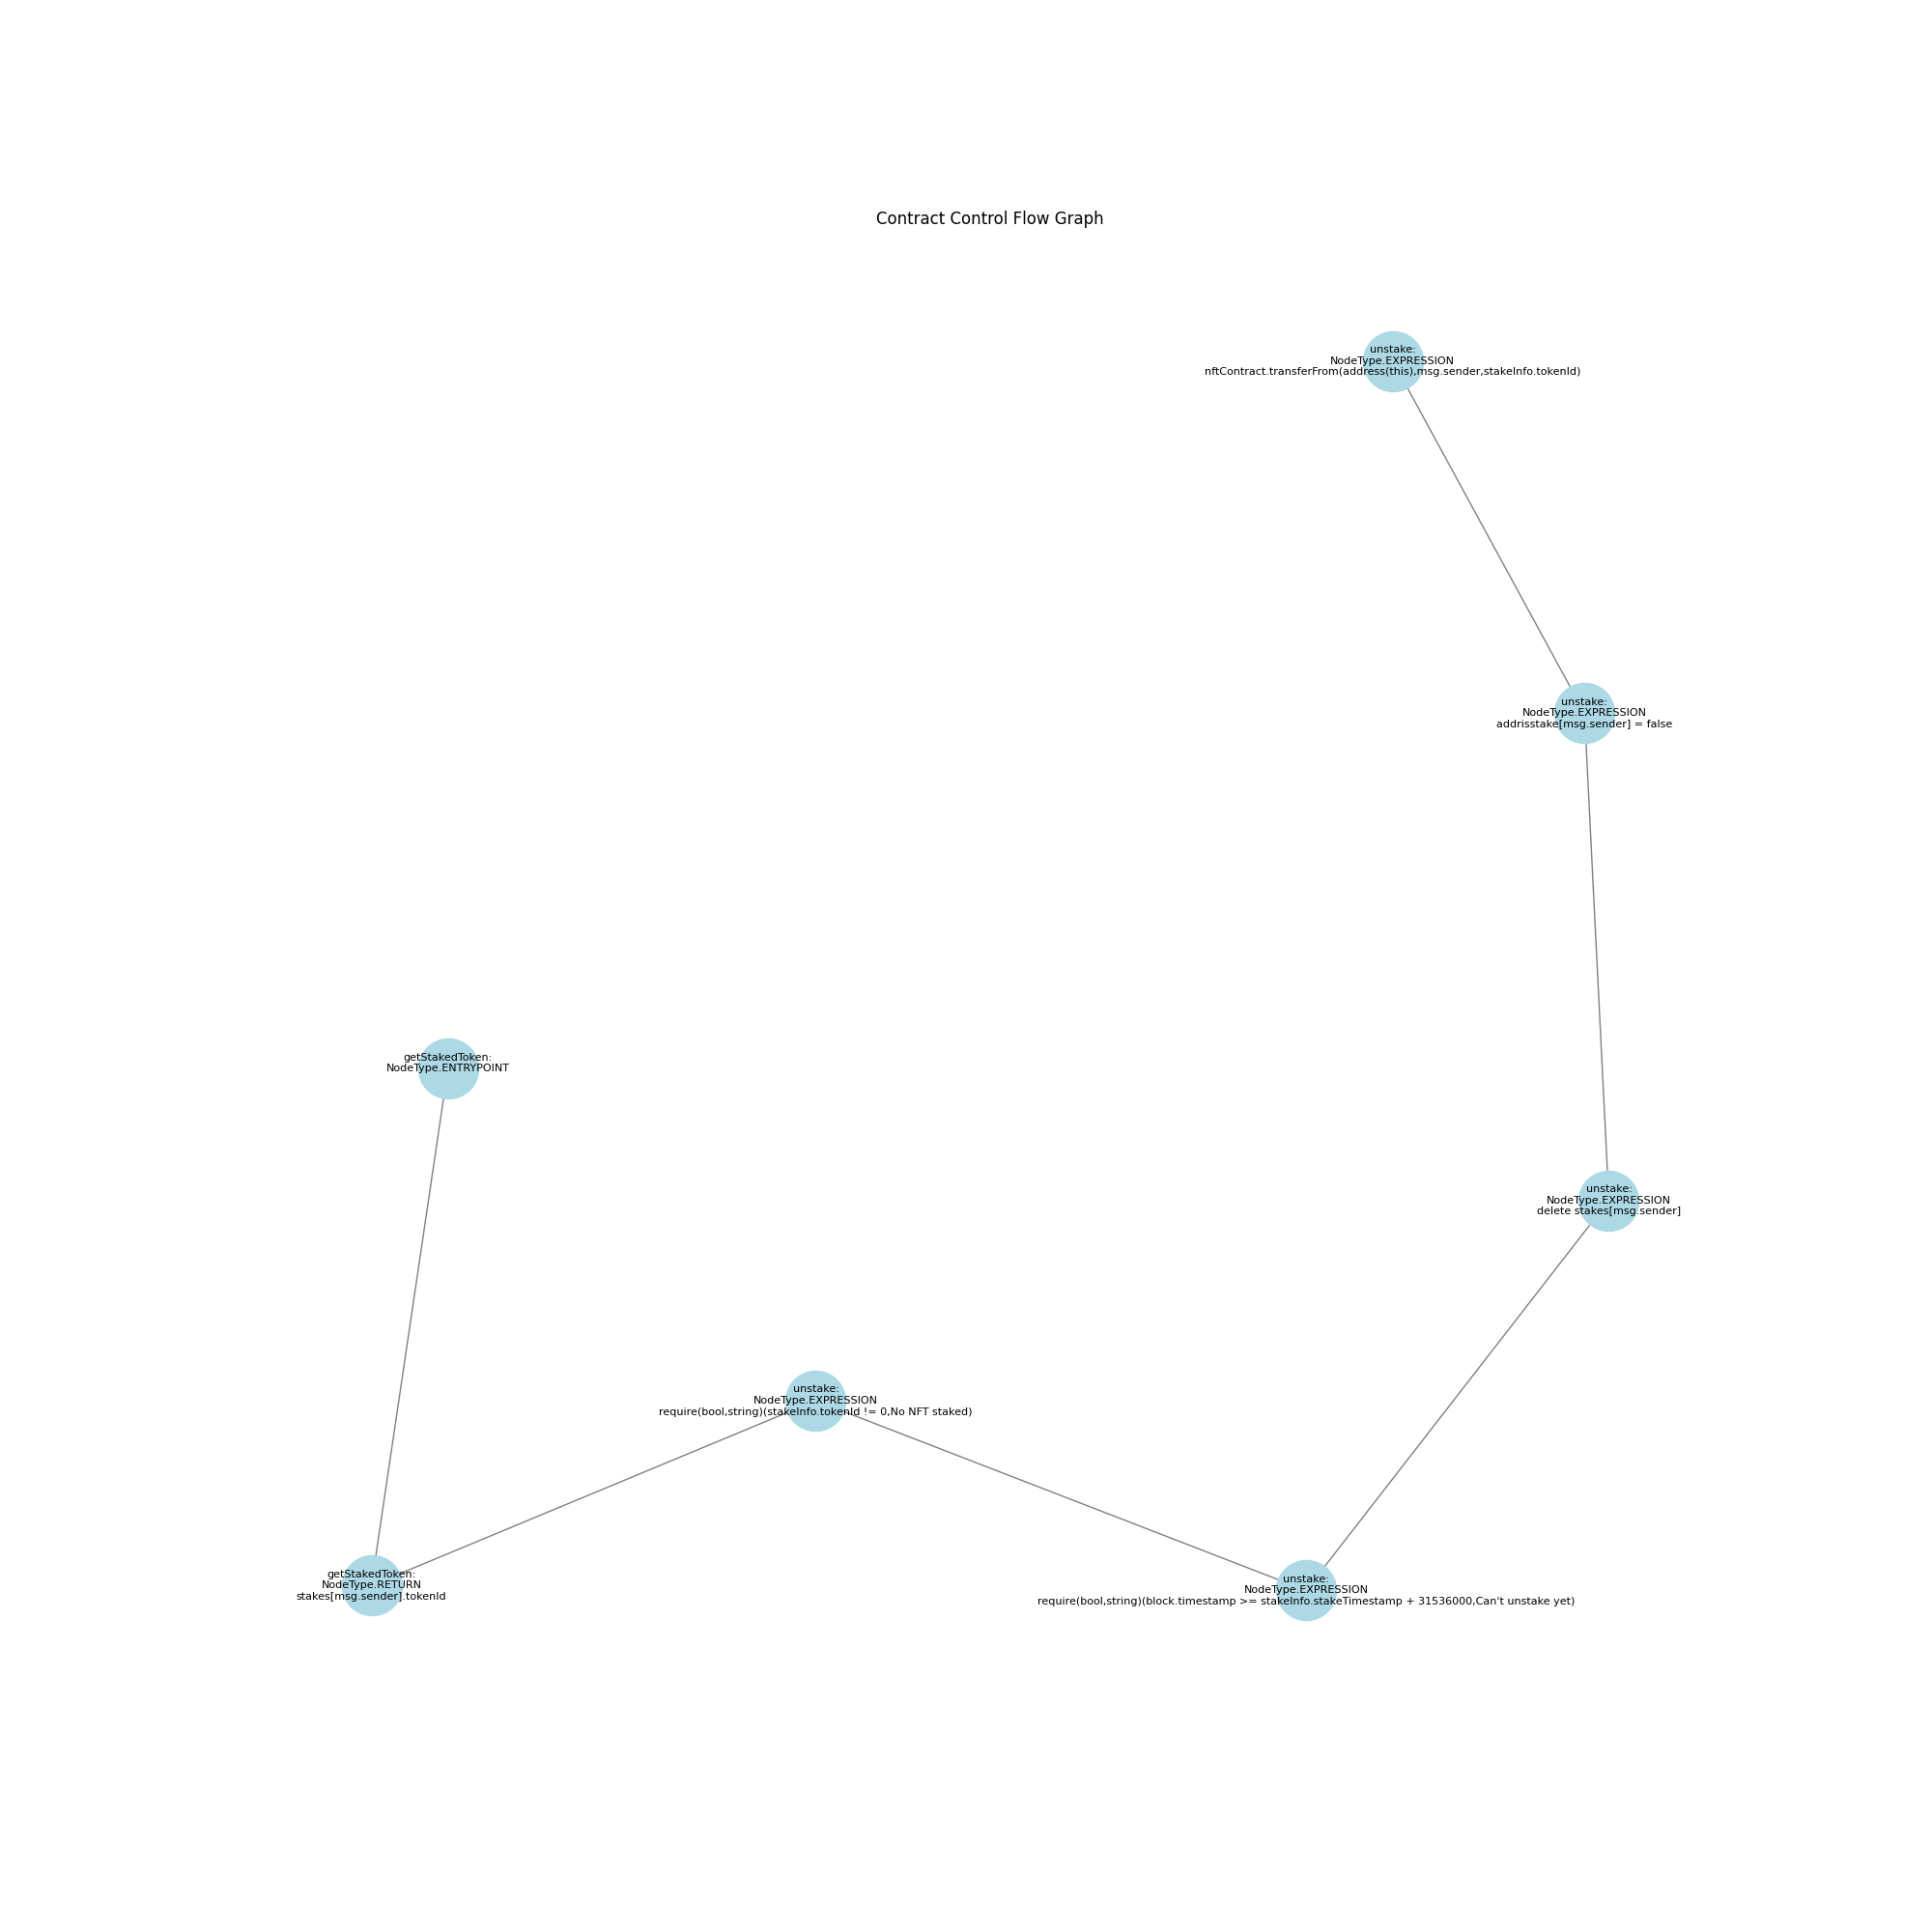 Contract Control Flow Graph
unstake:
NodeType.EXPRESSION
nftContract.transferFrom(address(this),msg.sender,stakeInfo.tokenId)
unstake:
NodeType.EXPRESSION
addrisstake[msg.sender] = false
getStakedToken:
NodeType.ENTRYPOINT
unstake:
NodeType.EXPRESSION
delete stakes[msg.sender]
unstake:
NodeType.EXPRESSION
require(bool,string)(stakeInfo.tokenId != 0,No NFT staked)
getStakedToken:
NodeType.RETURN
stakes[msg.sender].tokenId
unstake:
NodeType.EXPRESSION
require(bool,string)(block.timestamp >= stakeInfo.stakeTimestamp + 31536000,Can't unstake yet)